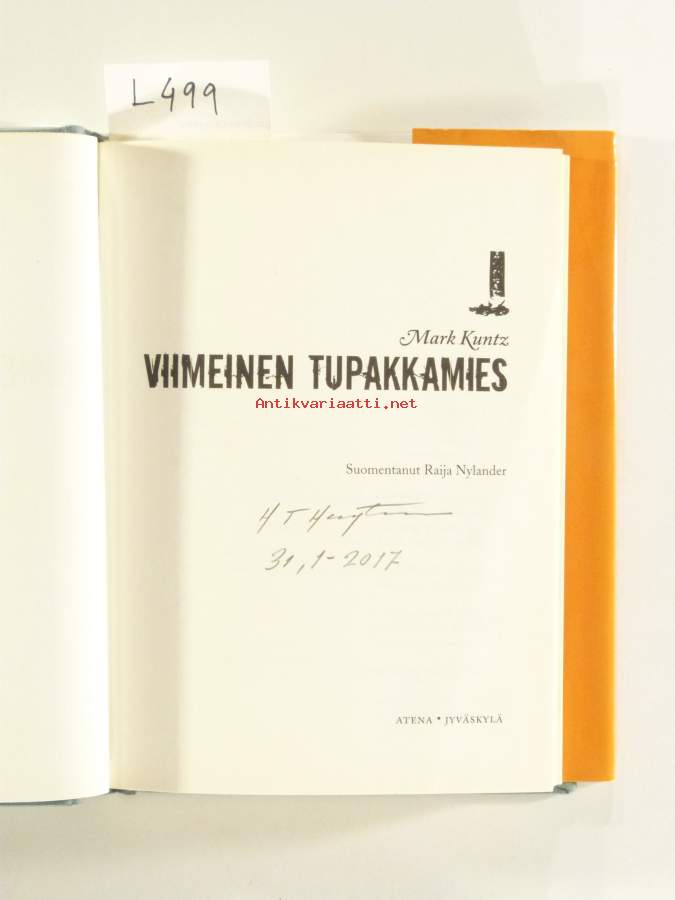 L499
Mark Kuntz
VIIMEINEN TUPAKKAMIES
Antikvariaatti.net
Suomentanut Raija Nylander
H T
31,1-2017
ATENA • JYVÄSKYLÄ